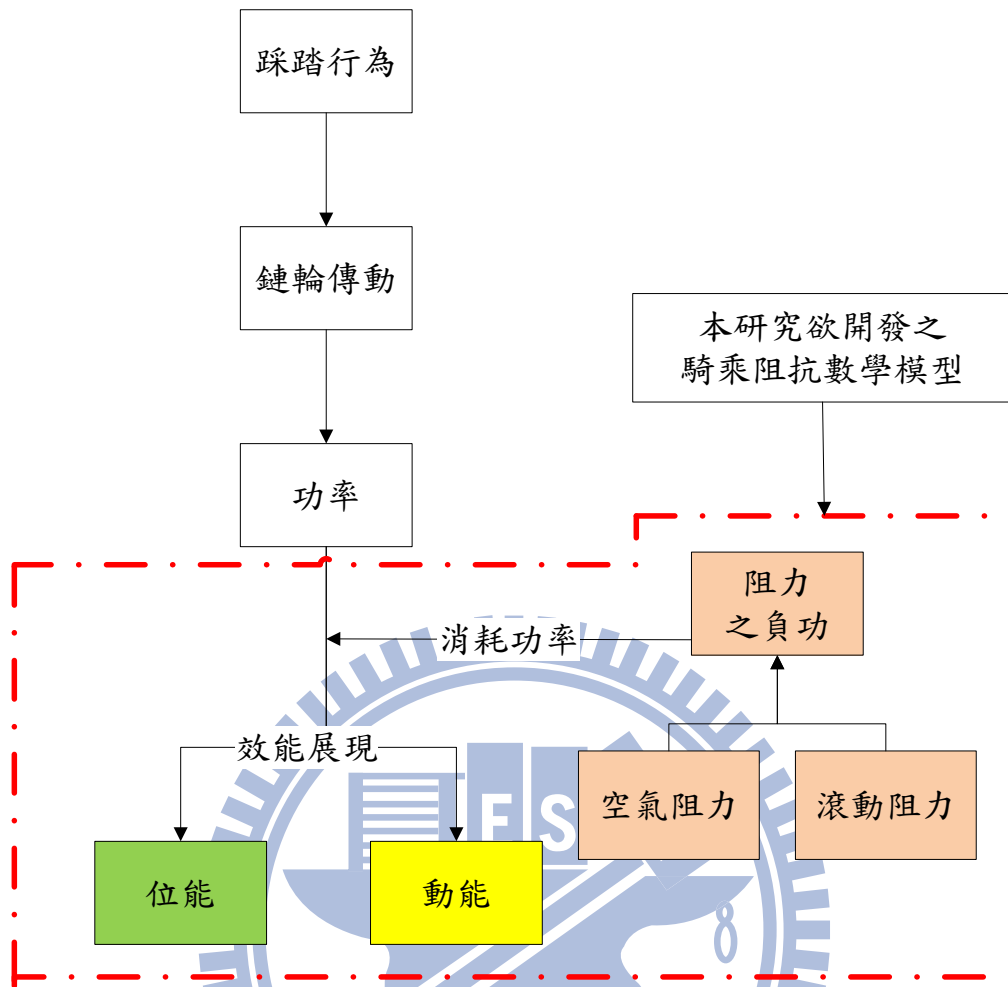 踩踏行為
鏈輪傳動
本研究欲開發之
騎乘阻抗數學模型
功率
阻力
之負功
消耗功率
效能展現
空氣阻力
滾動阻力
位能
動能
E S
8